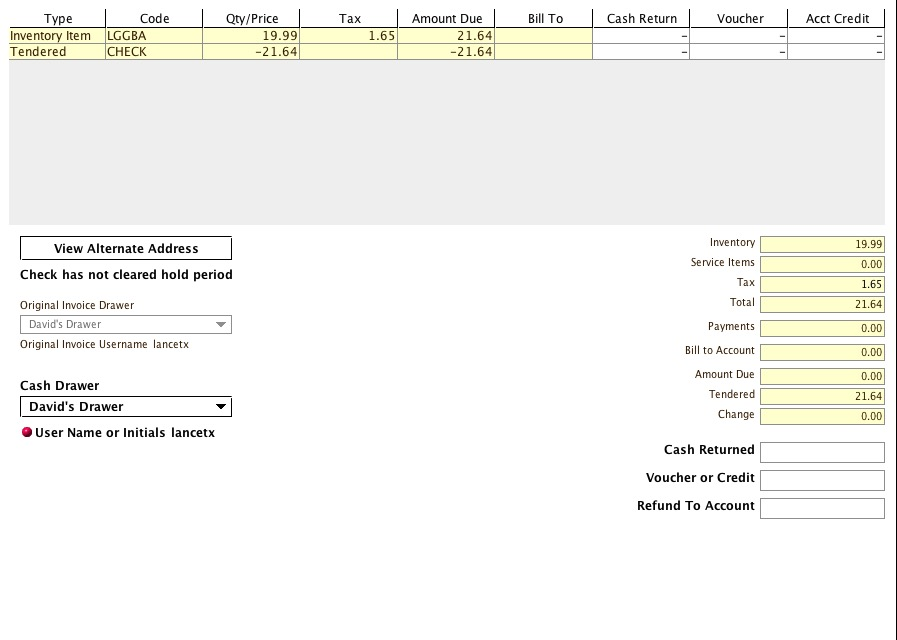 Type Code Qty/Price Tax Amount Due Bill To Cash Return Voucher Acct Credit
Inventory Item LGGBA 19.99 1.65 21.64 – – –
Tendered CHECK –21.64 –21.64 – – –
View Alternate Address
Check has not cleared hold period
Original Invoice Drawer
David's Drawer
Original Invoice Username lancetx
Cash Drawer
David's Drawer
User Name or Initials lancetx
Inventory 19.99
Service Items 0.00
Tax 1.65
Total 21.64
Payments 0.00
Bill to Account 0.00
Amount Due 0.00
Tendered 21.64
Change 0.00
Cash Returned
Voucher or Credit
Refund To Account